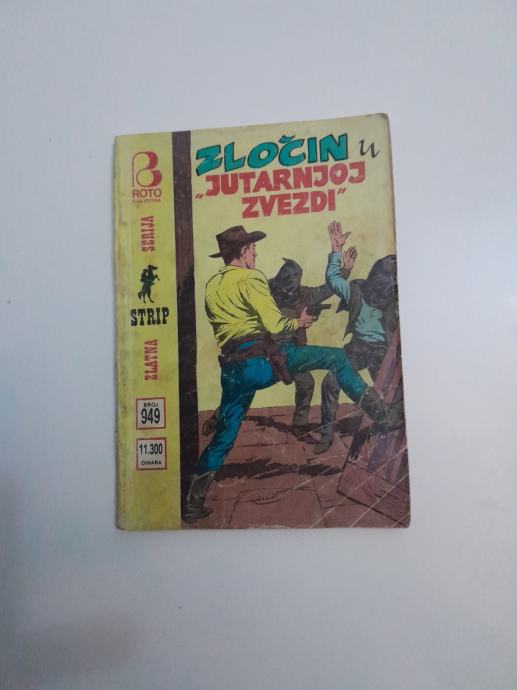 B
ROTO
BIBLIOTEKA
ZLOČIN u
„JUTARNJOJ
ZVEZDI"
ZLATNA STRIP SERIJA
BROJ
949
11.300
DINARA